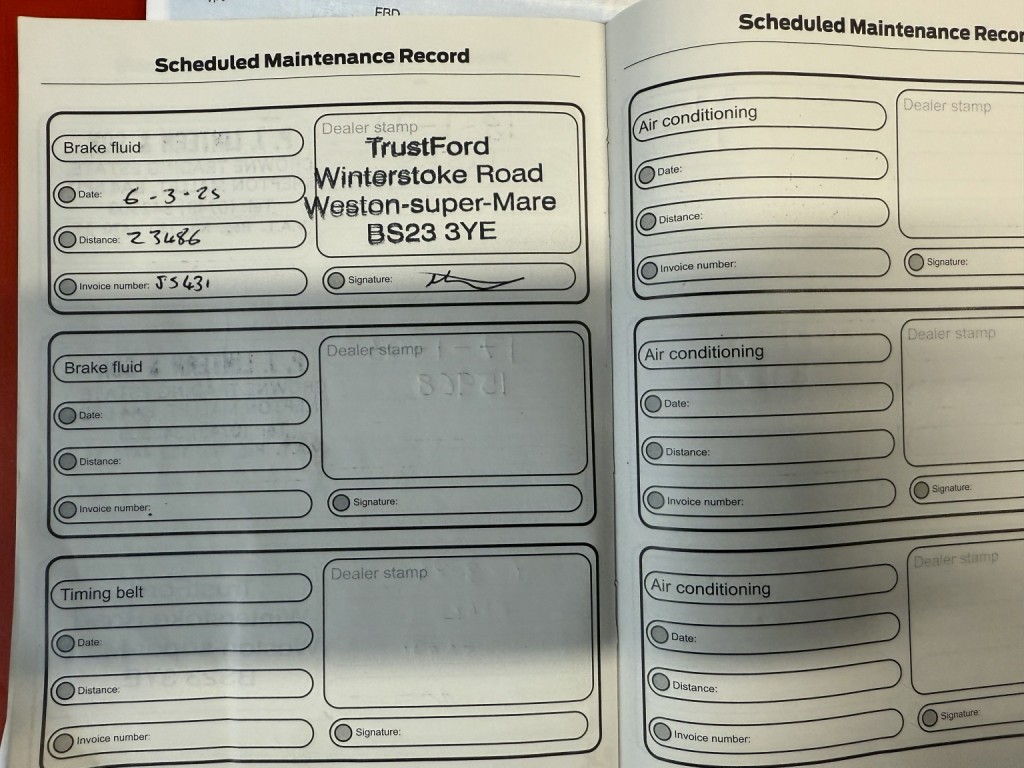 FRD
Scheduled Maintenance Record
Brake fluid
Date: 6-3-25
Distance: 23486
Invoice number: 55431
Dealer stamp
TrustFord
Winterstoke Road
Weston-super-Mare
BS23 3YE
Signature:
Brake fluid
Date:
Distance:
Invoice number:
Dealer stamp
Signature:
Timing belt
Date:
Distance:
Invoice number:
Dealer stamp
Signature:
Scheduled Maintenance Recor
Air conditioning
Date:
Distance:
Invoice number:
Dealer stamp
Signature:
Air conditioning
Date:
Distance:
Invoice number:
Dealer stamp
Signature:
Air conditioning
Date:
Distance:
Invoice number:
Dealer stamp
Signature: